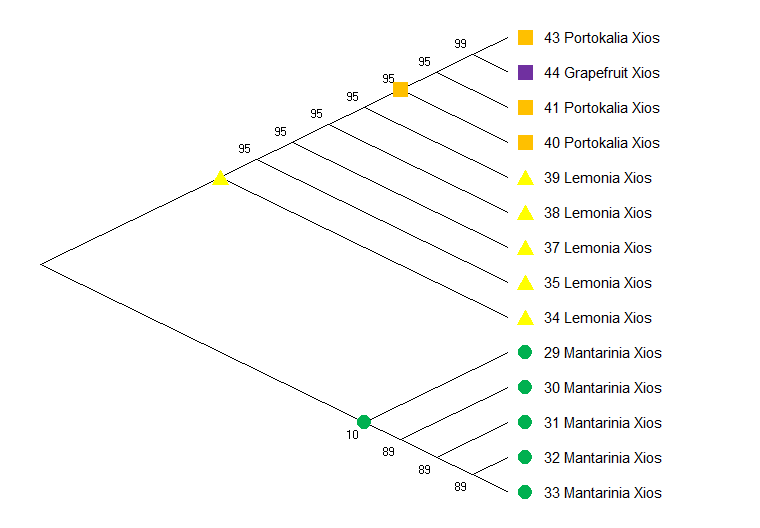 99
43 Portokalia Xios
95
44 Grapefruit Xios
95
41 Portokalia Xios
95
95
40 Portokalia Xios
95
39 Lemonia Xios
95
38 Lemonia Xios
37 Lemonia Xios
35 Lemonia Xios
34 Lemonia Xios
29 Mantarinia Xios
30 Mantarinia Xios
10
31 Mantarinia Xios
89
32 Mantarinia Xios
89
89
33 Mantarinia Xios